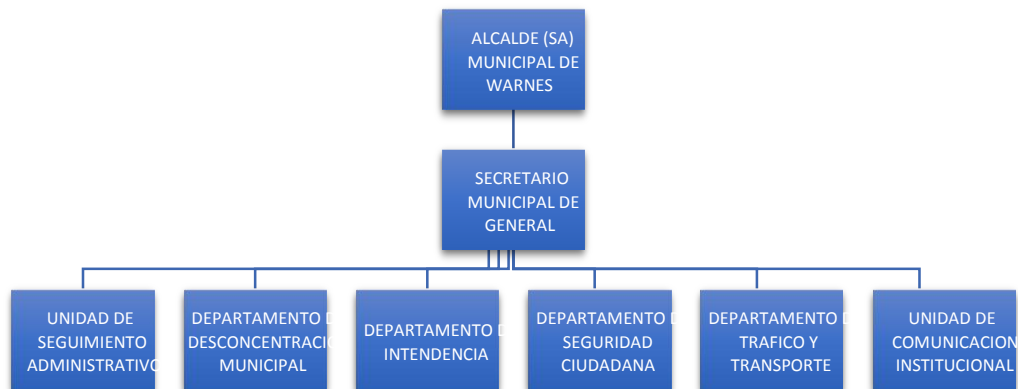 ALCALDE (SA)
MUNICIPAL DE
WARNES
SECRETARIO
MUNICIPAL DE
GENERAL
UNIDAD DE
SEGUIMIENTO
ADMINISTRATIVO
DEPARTAMENTO D
DESCONCENTRACIO
MUNICIPAL
DEPARTAMENTO D
INTENDENCIA
DEPARTAMENTO D
SEGURIDAD
CIUDADANA
DEPARTAMENTO D
TRAFICO Y
TRANSPORTE
UNIDAD DE
COMUNICACION
INSTITUCIONAL